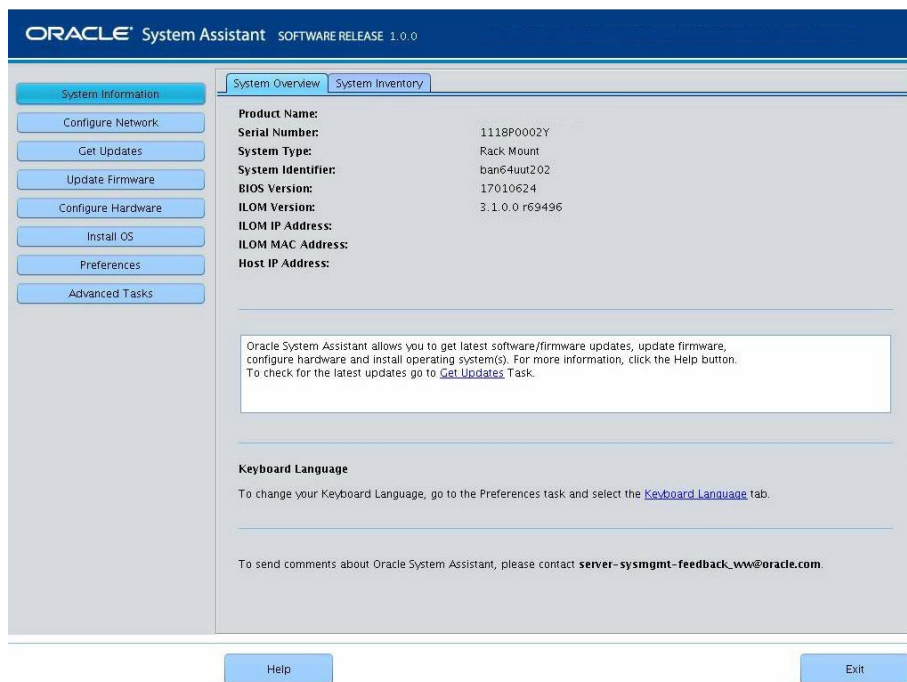 ORACLE® System Assistant SOFTWARE RELEASE 1.0.0
System Information
Configure Network
Get Updates
Update Firmware
Configure Hardware
Install OS
Preferences
Advanced Tasks
System Overview System Inventory
Product Name:
Serial Number: 1118P0002Y
System Type: Rack Mount
System Identifier: ban64uut202
BIOS Version: 17010624
ILOM Version: 3.1.0.0 r69496
ILOM IP Address:
ILOM MAC Address:
Host IP Address:
Oracle System Assistant allows you to get latest software/firmware updates, update firmware,
configure hardware and install operating system(s). For more information, click the Help button.
To check for the latest updates go to Get Updates Task.
Keyboard Language
To change your Keyboard Language, go to the Preferences task and select the Keyboard Language tab.
To send comments about Oracle System Assistant, please contact server-sysmgmt-feedback_ww@oracle.com.
Help
Exit